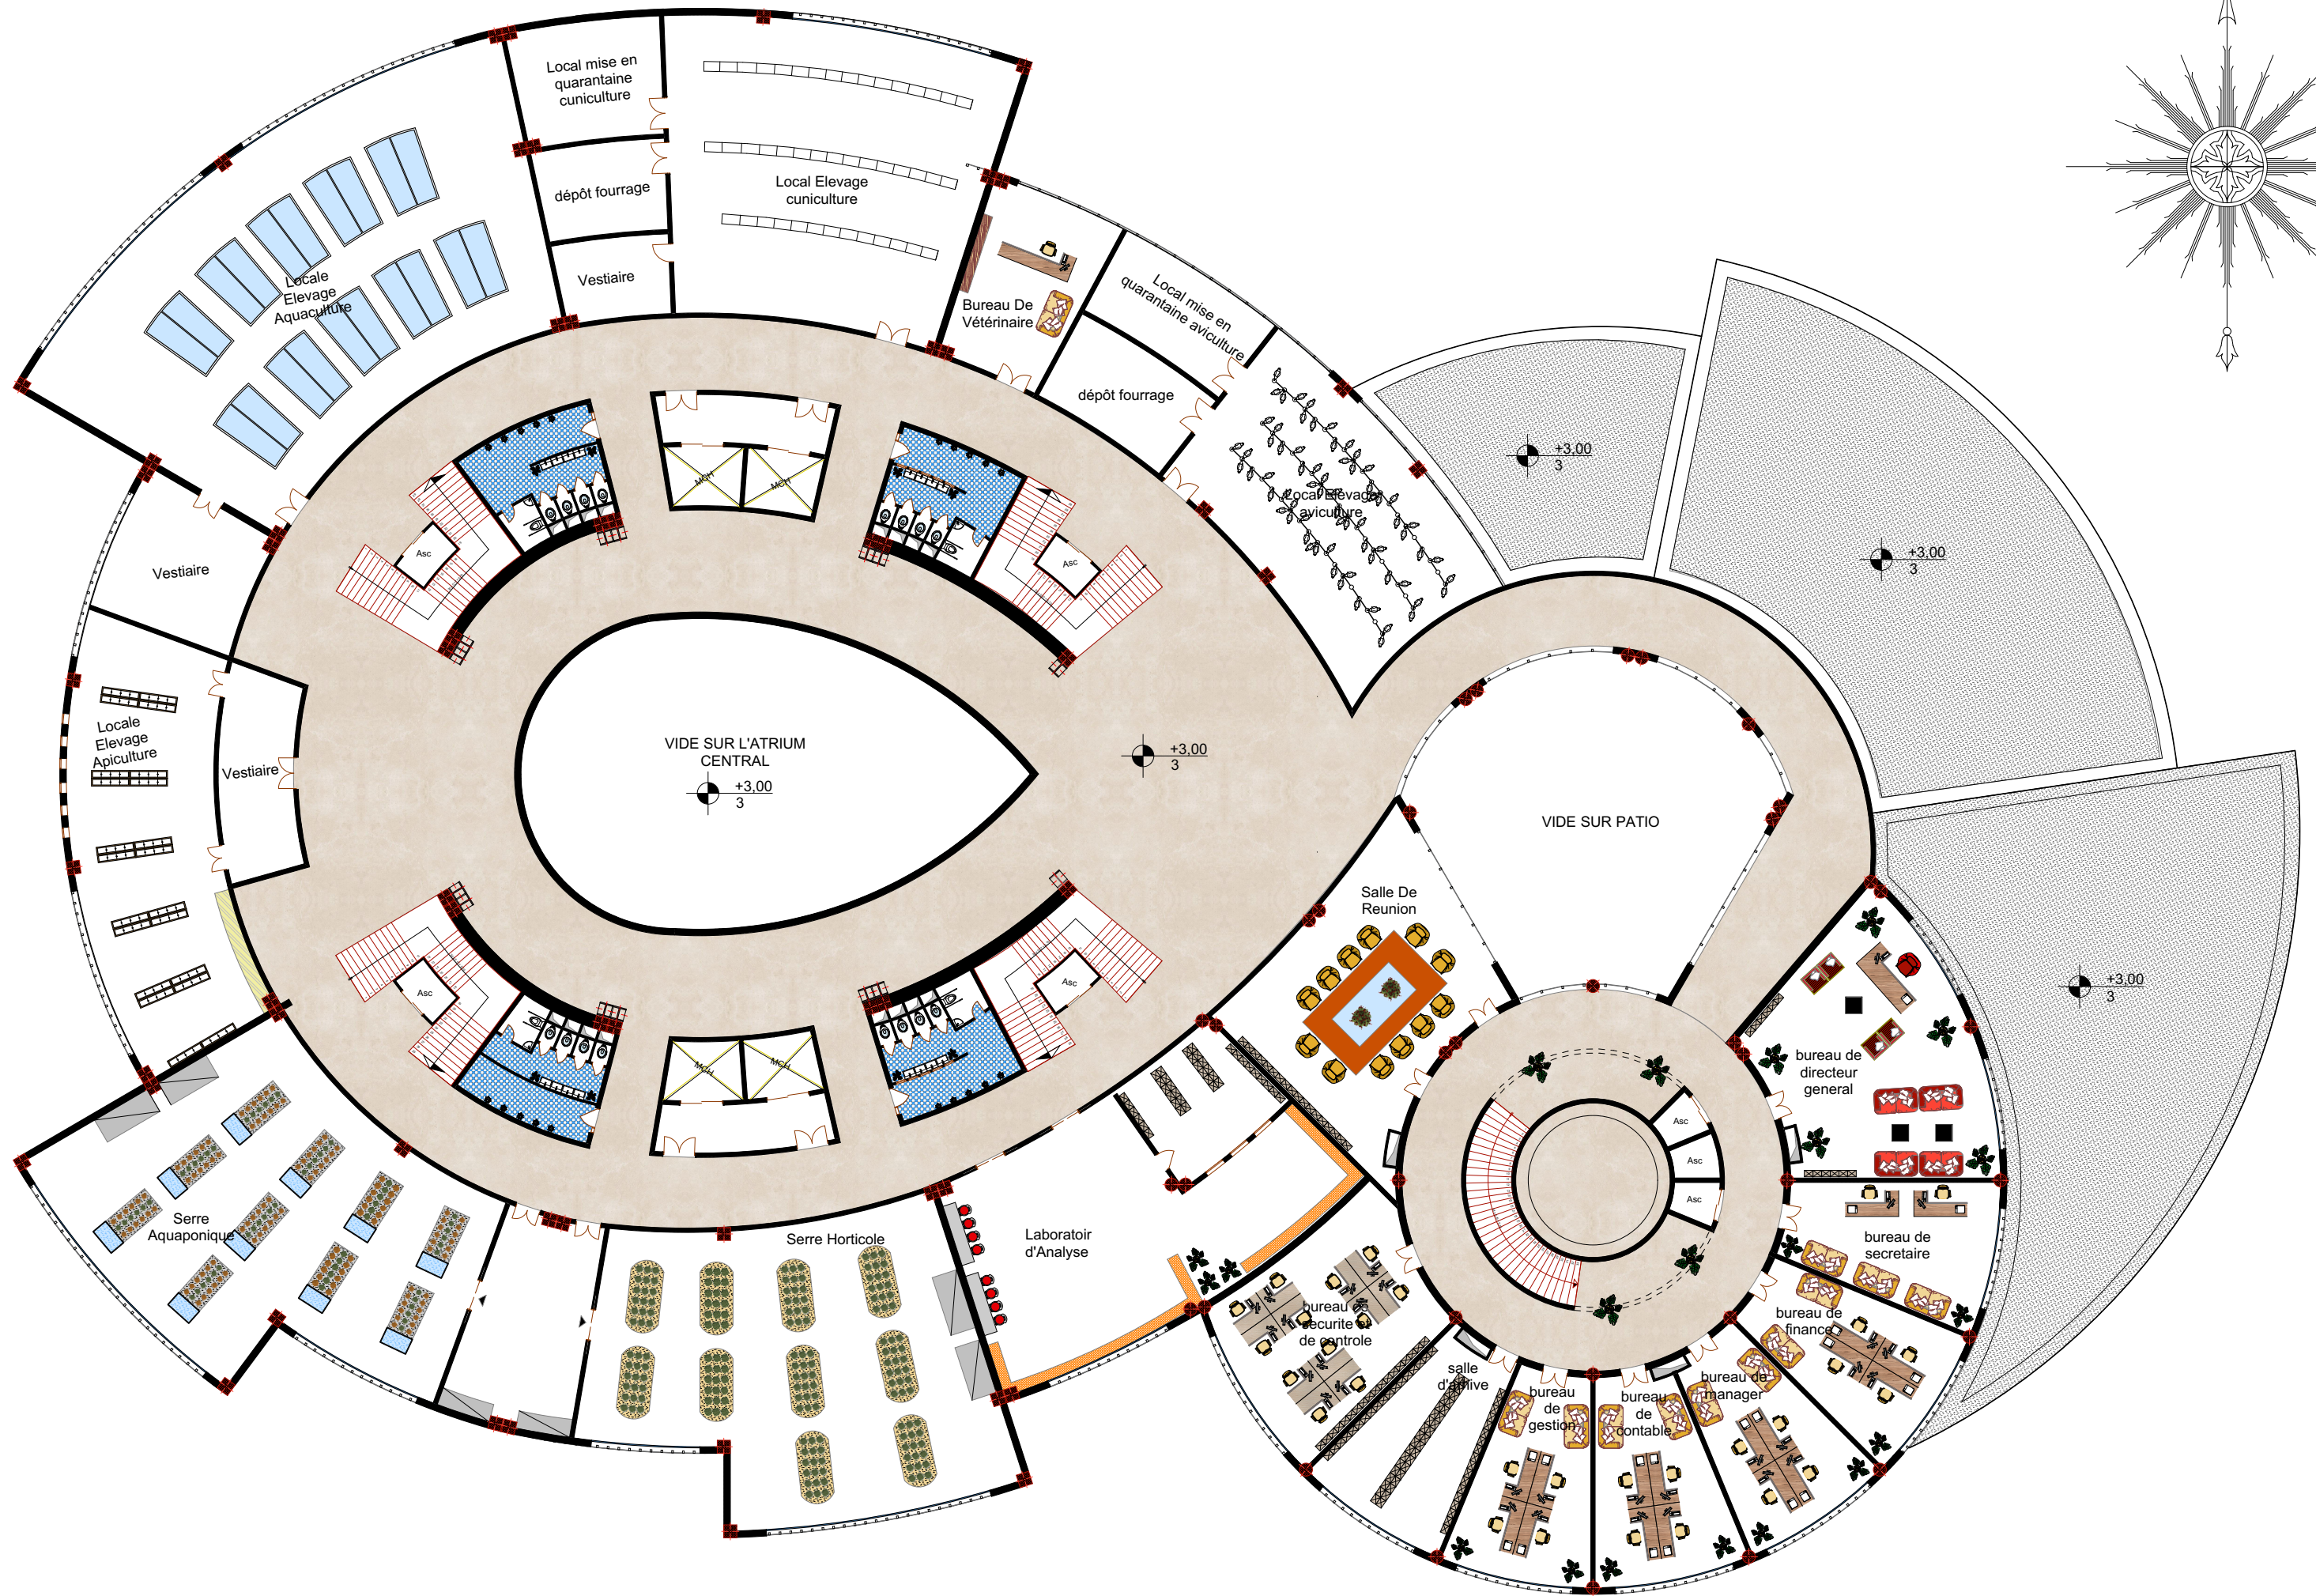 Local mise en
quarantaine
cuniculture
dépôt fourrage
Vestiaire
Local Elevage
cuniculture
Locale
Elevage
Aquaculture
Bureau De
Vétérinaire
Local mise en
quarantaine aviculture
dépôt fourrage
Local Elevage
aviculture
+3,00
3
+3,00
3
MCH
MCH
Asc
Asc
Vestiaire
Locale
Elevage
Apiculture
Vestiaire
VIDE SUR L'ATRIUM
CENTRAL
+3,00
3
+3,00
3
VIDE SUR PATIO
Salle De
Reunion
+3,00
3
Asc
Asc
MCH
MCH
bureau de
directeur
general
Asc
Asc
Asc
Serre
Aquaponique
Serre Horticole
Laboratoir
d'Analyse
bureau de
secretaire
bureau de
securite et
de controle
bureau de
finance
salle
d'arhive
bureau
de
gestion
bureau
de
contable
bureau de
manager